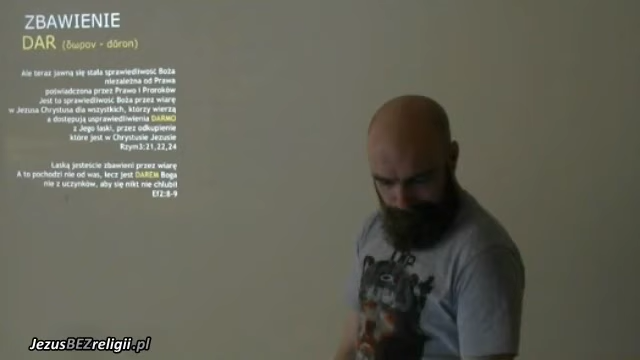 ZBAWIENIE
DAR (δωρον - dōron)
Ale teraz jawną się stała sprawiedliwość Boża
niezależna od Prawa
poświadczona przez Prawo i Proroków
Jest to sprawiedliwość Boża przez wiarę
w Jezusa Chrystusa dla wszystkich, którzy wierzą
a dostępują usprawiedliwienia DARMO
z Jego łaski, przez odkupienie
które jest w Chrystusie Jezusie
Rzym3:21,22,24
Łaską jesteście zbawieni przez wiarę
A to pochodzi nie od was, lecz jest DAREM Boga
nie z uczynków, aby się nikt nie chlubił
Ef2:8-9
JezusBEZreligii.pl